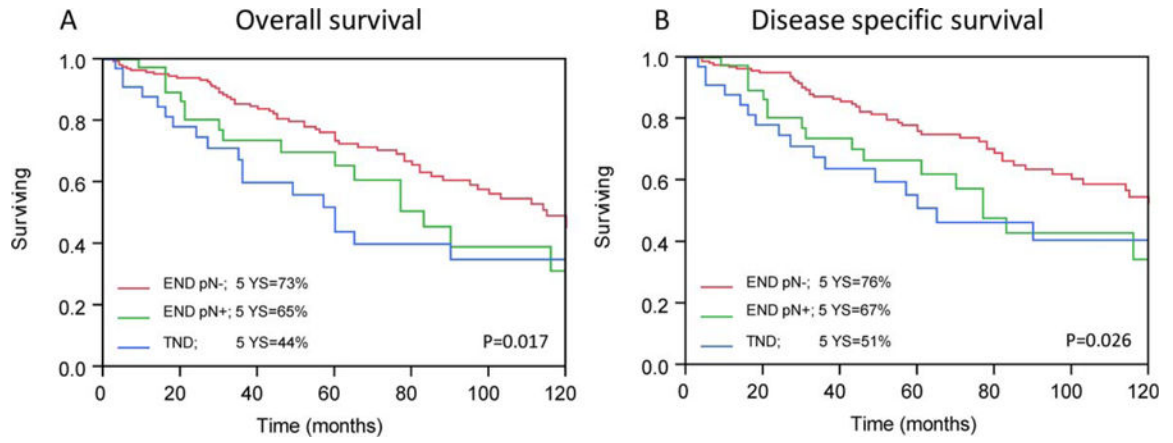 A
Overall survival
Surviving
1.0
0.8
0.6
0.4
0.2
0.0
END pN-; 5 YS=73%
END pN+; 5 YS=65%
TND; 5 YS=44%
P=0.017
0 20 40 60 80 100 120
Time (months)
B
Disease specific survival
Surviving
1.0
0.8
0.6
0.4
0.2
0.0
END pN-; 5 YS=76%
END pN+; 5 YS=67%
TND; 5 YS=51%
P=0.026
0 20 40 60 80 100 120
Time (months)